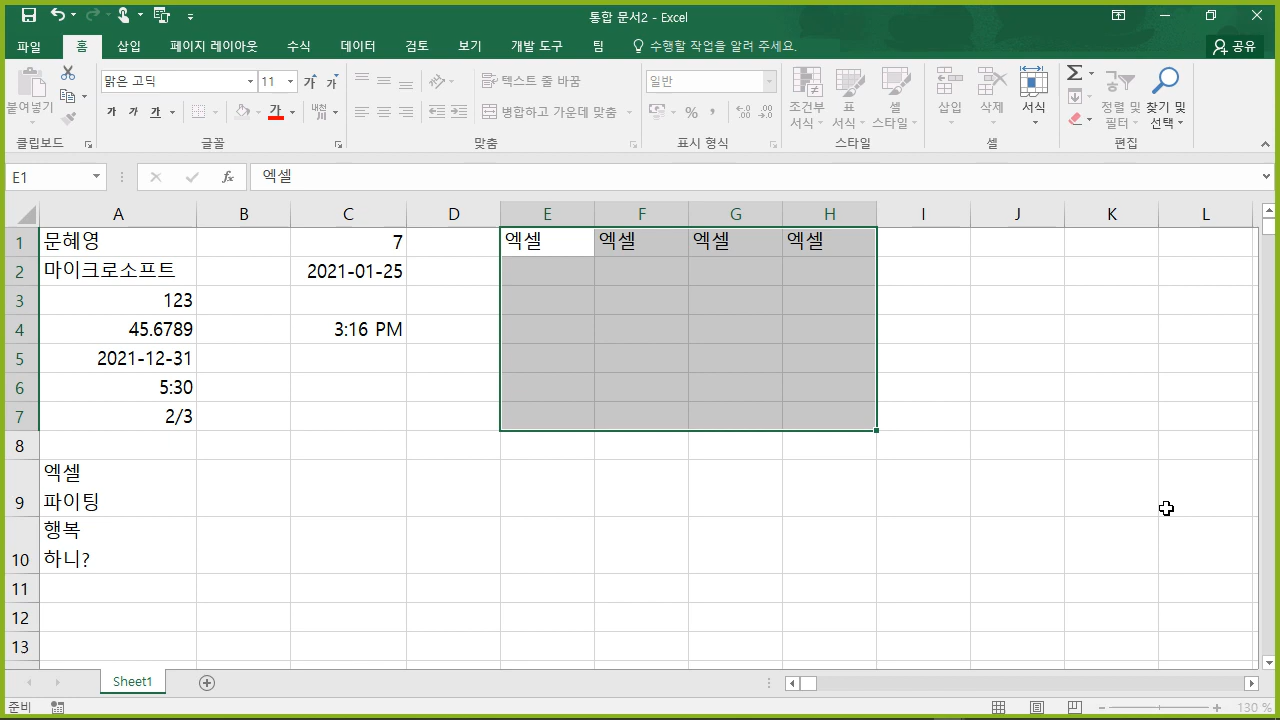 통합 문서2 - Excel
파일 홈 삽입 페이지 레이아웃 수식 데이터 검토 보기 개발 도구 팀 수행할 작업을 알려 주세요. 공유
붙여넣기
클립보드
맑은 고딕 11 가 가
가 가 가 가 내천
글꼴
텍스트 줄 바꿈
병합하고 가운데 맞춤
맞춤
일반
% ,
표시 형식
조건부 서식
표 서식
셀 스타일
스타일
삽입 삭제 서식
셀
정렬 및 필터
찾기 및 선택
편집
E1 fx 엑셀
A B C D E F G H I J K L
1 문혜영 7 엑셀 엑셀 엑셀 엑셀
2 마이크로소프트 2021-01-25
3 123
4 45.6789 3:16 PM
5 2021-12-31
6 5:30
7 2/3
8
엑셀
9 파이팅
행복
10 하니?
11
12
13
Sheet1
준비 130 %